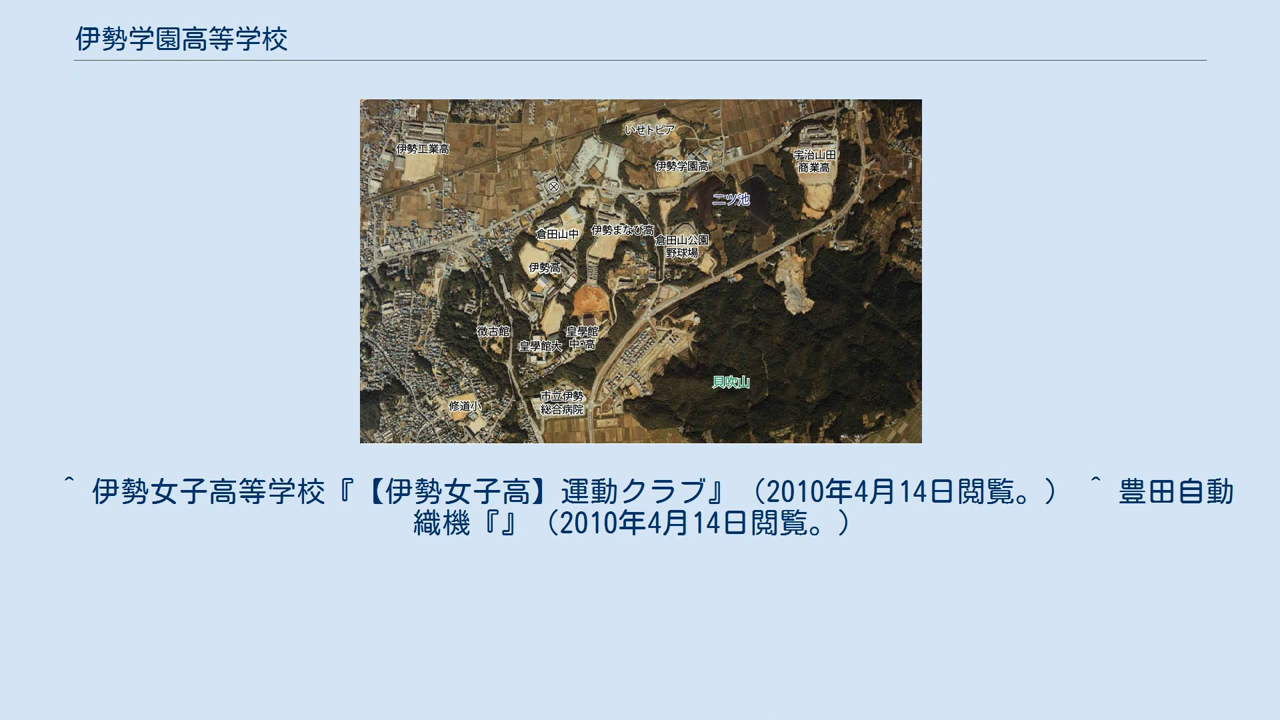 伊勢学園高等学校
いせトピア
伊勢工業高
宇治山田
商業高
伊勢学園高
二ツ池
倉田山中
伊勢まなび高
倉田山公園
野球場
伊勢高
徴古館
皇學館大
皇學館
中・高
貝吹山
市立伊勢
総合病院
修道小
^ 伊勢女子高等学校『【伊勢女子高】運動クラブ』（2010年4月14日閲覧。） ^ 豊田自動
織機『』（2010年4月14日閲覧。）